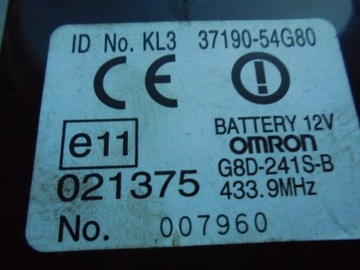 ID No. KL3 37190-54G80
CE
BATTERY 12V
e11
OMRON
G8D-241S-B
021375
433.9MHz
No. 007960